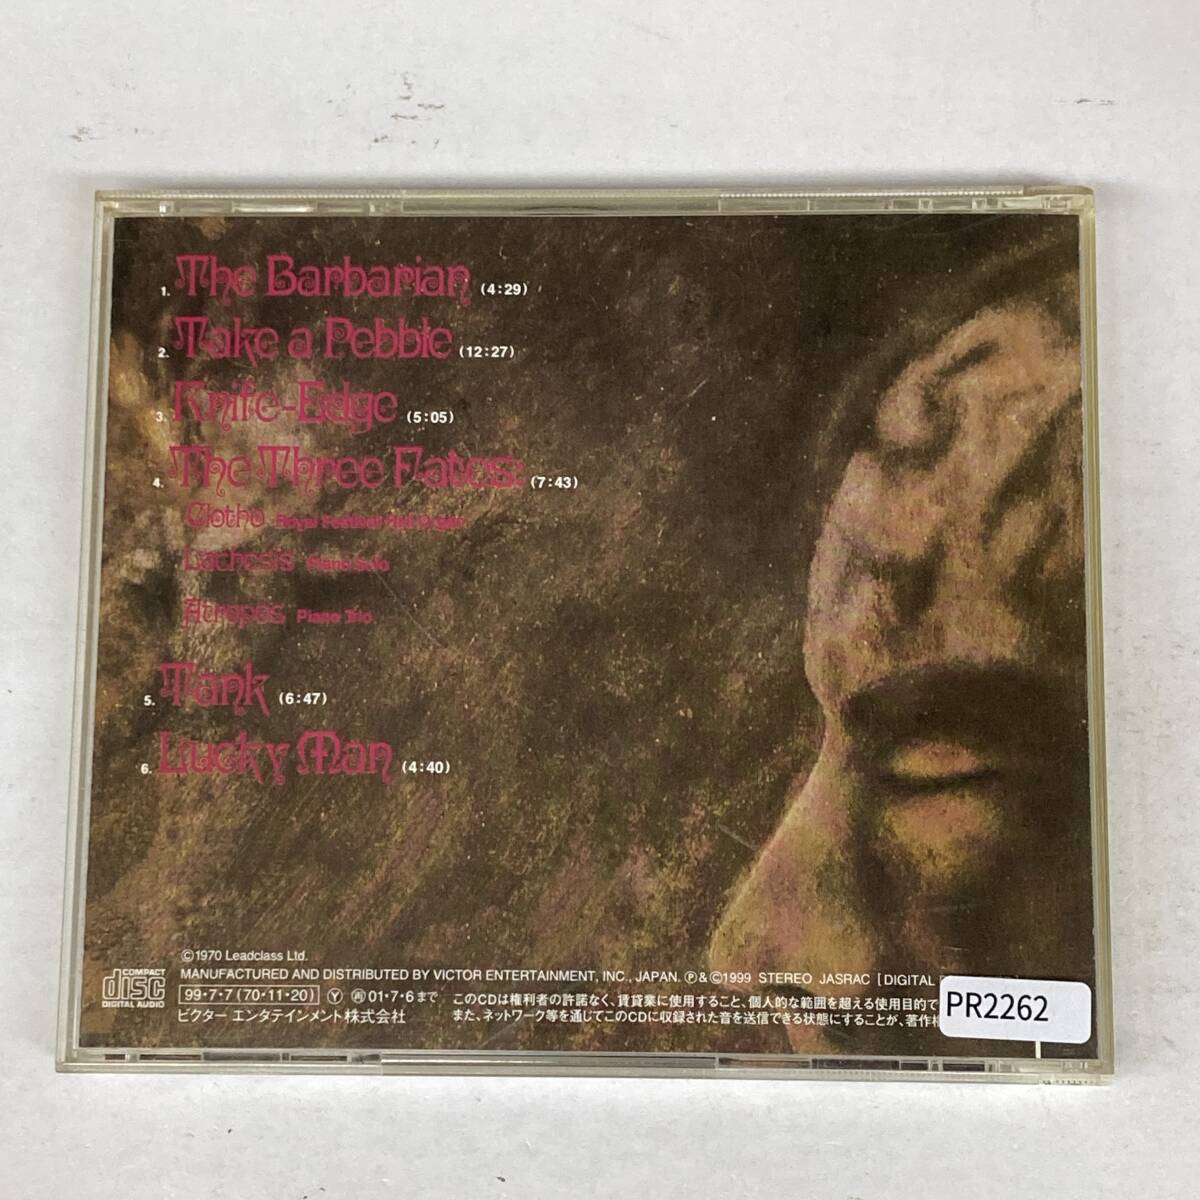 1. The Barbarian (4:29)
2. Take a Pebble (12:27)
3. Knife-Edge (5:05)
4. The Three Fates: (7:43)
Clotho Royal Festival Hall Organ
Lachesis Piano Solo
Atropos Piano Trio
5. Tank (6:47)
6. Lucky Man (4:40)
©1970 Leadclass Ltd.
COMPACT disc DIGITAL AUDIO
MANUFACTURED AND DISTRIBUTED BY VICTOR ENTERTAINMENT, INC., JAPAN. Ⓟ&©1999 STEREO JASRAC [DIGITAL
99・7・7 (70・11・20) Ⓨ 再 01・7・6まで
このCDは権利者の許諾なく、賃貸業に使用すること、個人的な範囲を超える使用目的で
ビクター エンタテインメント株式会社
また、ネットワーク等を通じてこのCDに収録された音を送信できる状態にすることが、著作権
PR2262